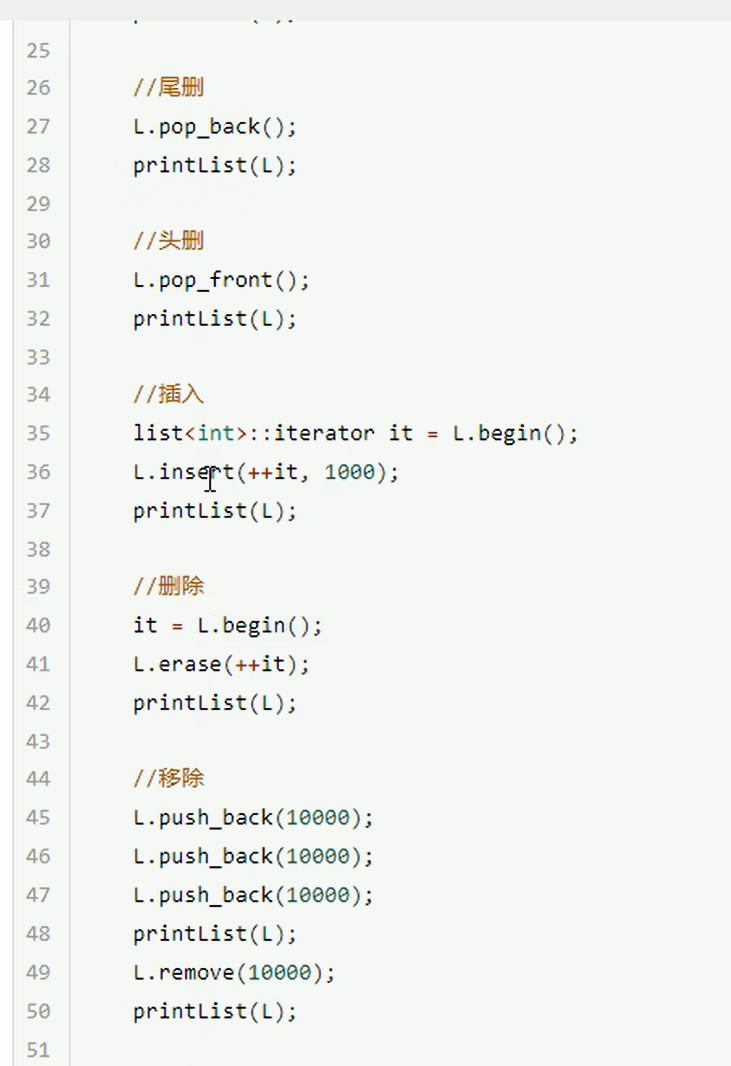 25
26 //尾删
27 L.pop_back();
28 printList(L);
29
30 //头删
31 L.pop_front();
32 printList(L);
33
34 //插入
35 list<int>::iterator it = L.begin();
36 L.insert(++it, 1000);
37 printList(L);
38
39 //删除
40 it = L.begin();
41 L.erase(++it);
42 printList(L);
43
44 //移除
45 L.push_back(10000);
46 L.push_back(10000);
47 L.push_back(10000);
48 printList(L);
49 L.remove(10000);
50 printList(L);
51